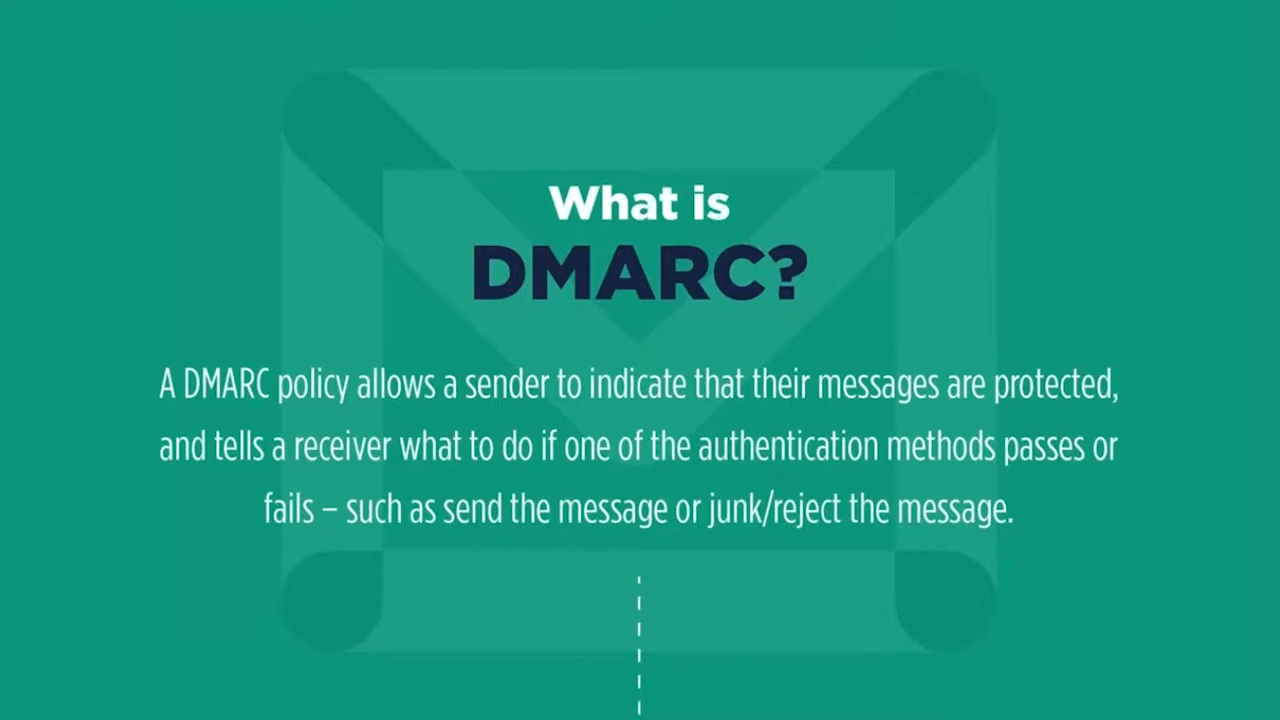 What is
DMARC?
A DMARC policy allows a sender to indicate that their messages are protected,
and tells a receiver what to do if one of the authentication methods passes or
fails – such as send the message or junk/reject the message.